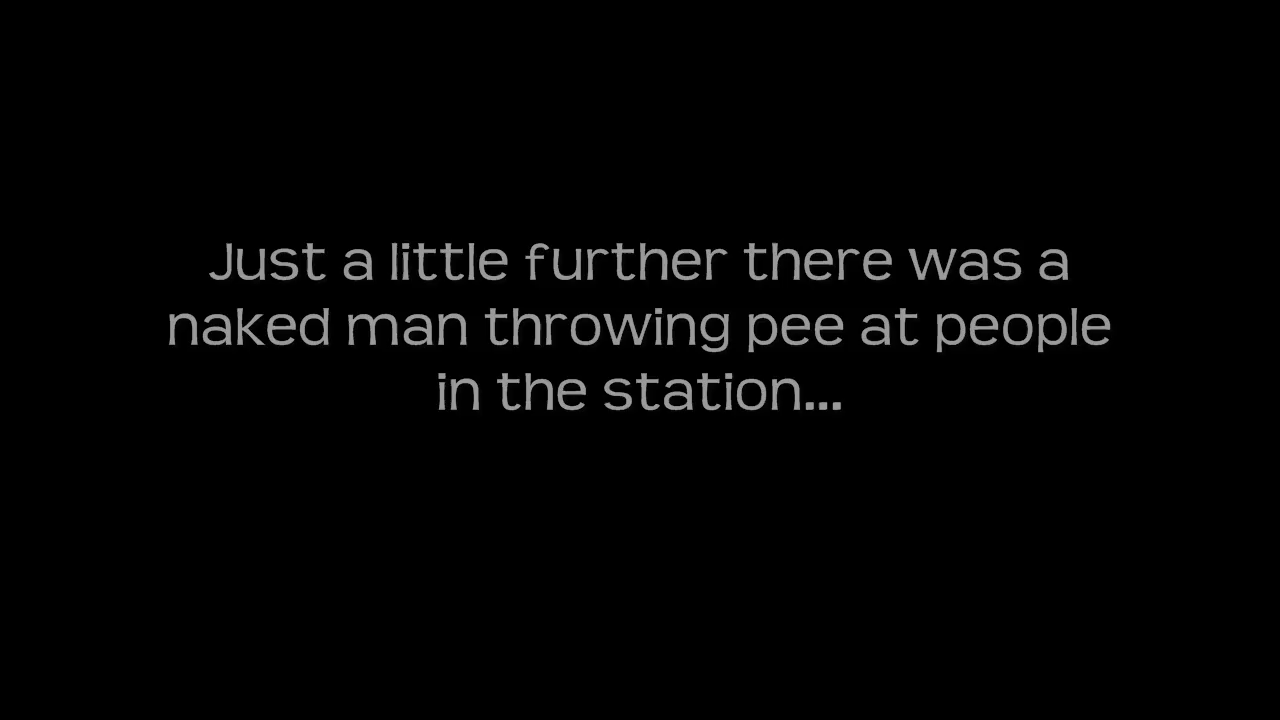 Just a little further there was a
naked man throwing pee at people
in the station...